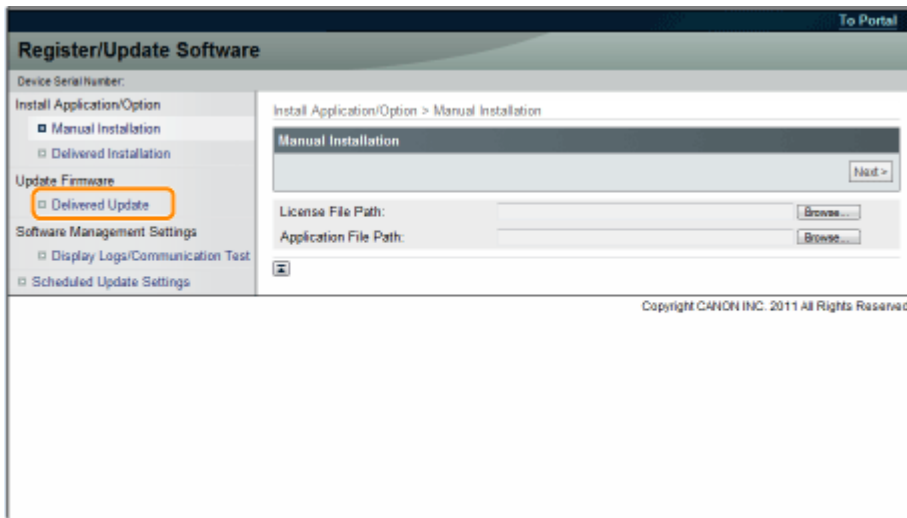 To Portal
Register/Update Software
Device Serial Number:
Install Application/Option
Manual Installation
Delivered Installation
Update Firmware
Delivered Update
Software Management Settings
Display Logs/Communication Test
Scheduled Update Settings
Install Application/Option > Manual Installation
Manual Installation
Next >
License File Path:
Browse...
Application File Path:
Browse...
Copyright CANON INC. 2011 All Rights Reserved